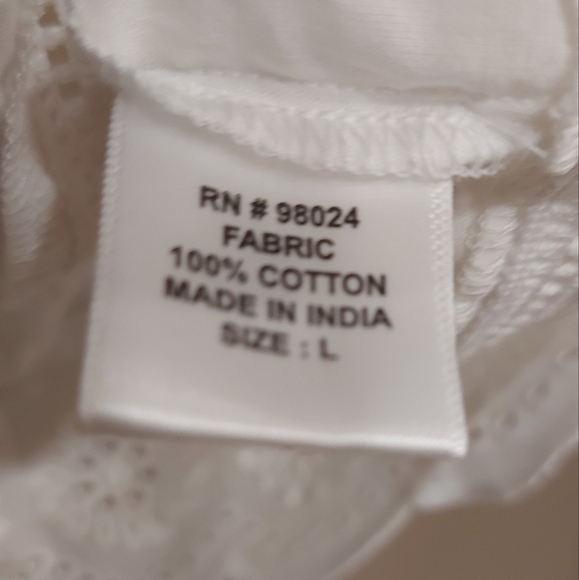 RN # 98024
FABRIC
100% COTTON
MADE IN INDIA
SIZE : L